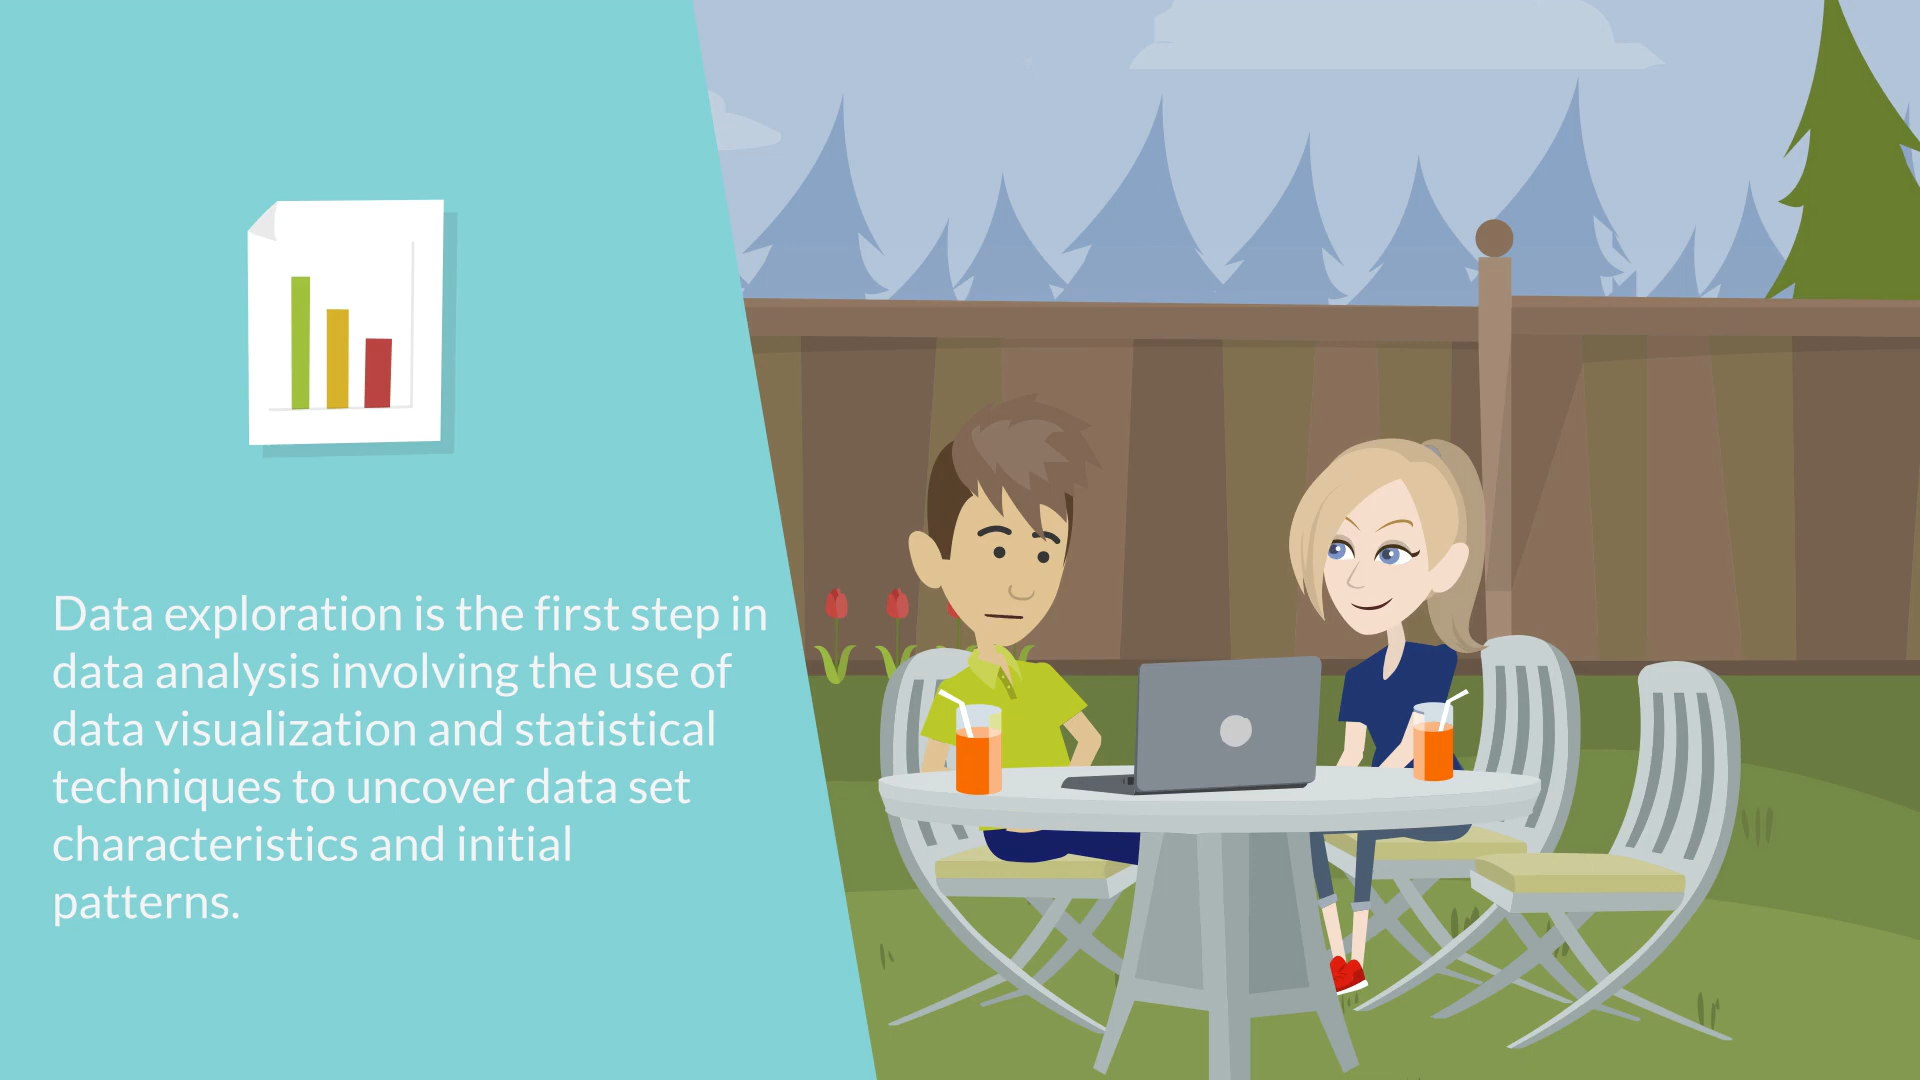 Data exploration is the first step in
data analysis involving the use of
data visualization and statistical
techniques to uncover data set
characteristics and initial
patterns.